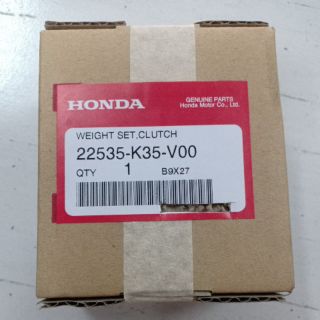 HONDA
GENUINE PARTS
Honda Motor Co., Ltd.
WEIGHT SET,CLUTCH
22535-K35-V00
QTY 1 B9X27